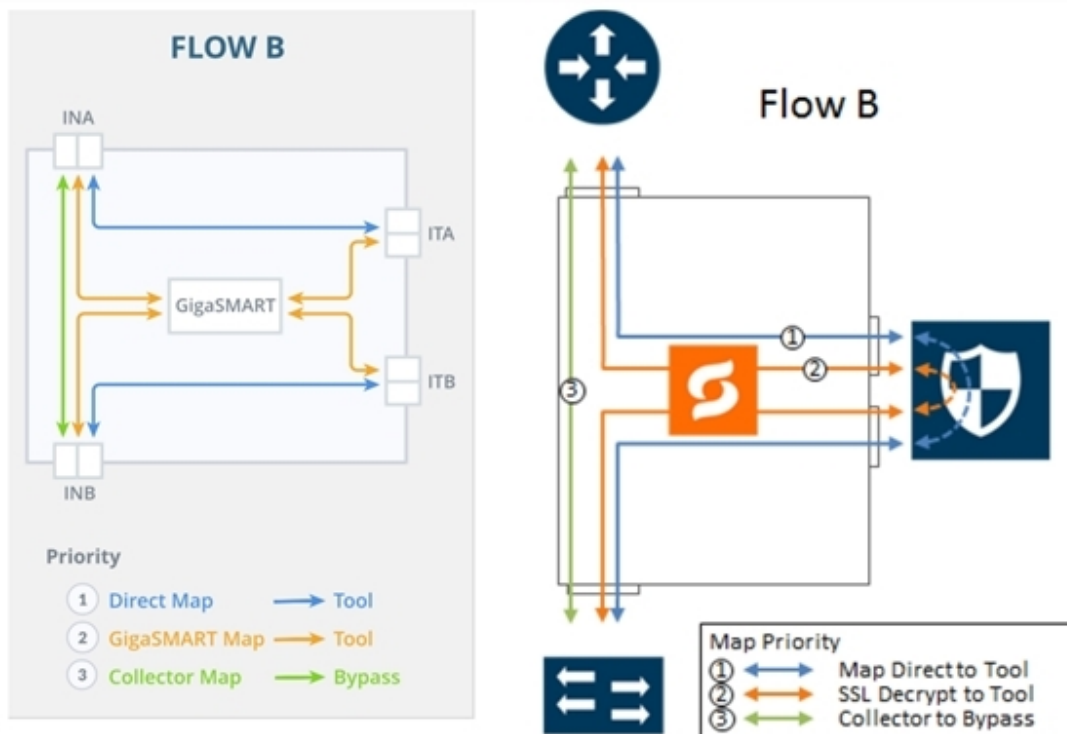 FLOW B
INA
ITA
GigaSMART
ITB
INB
Priority
1 Direct Map Tool
2 GigaSMART Map Tool
3 Collector Map Bypass
Flow B
1
2
3
Map Priority
1 Map Direct to Tool
2 SSL Decrypt to Tool
3 Collector to Bypass